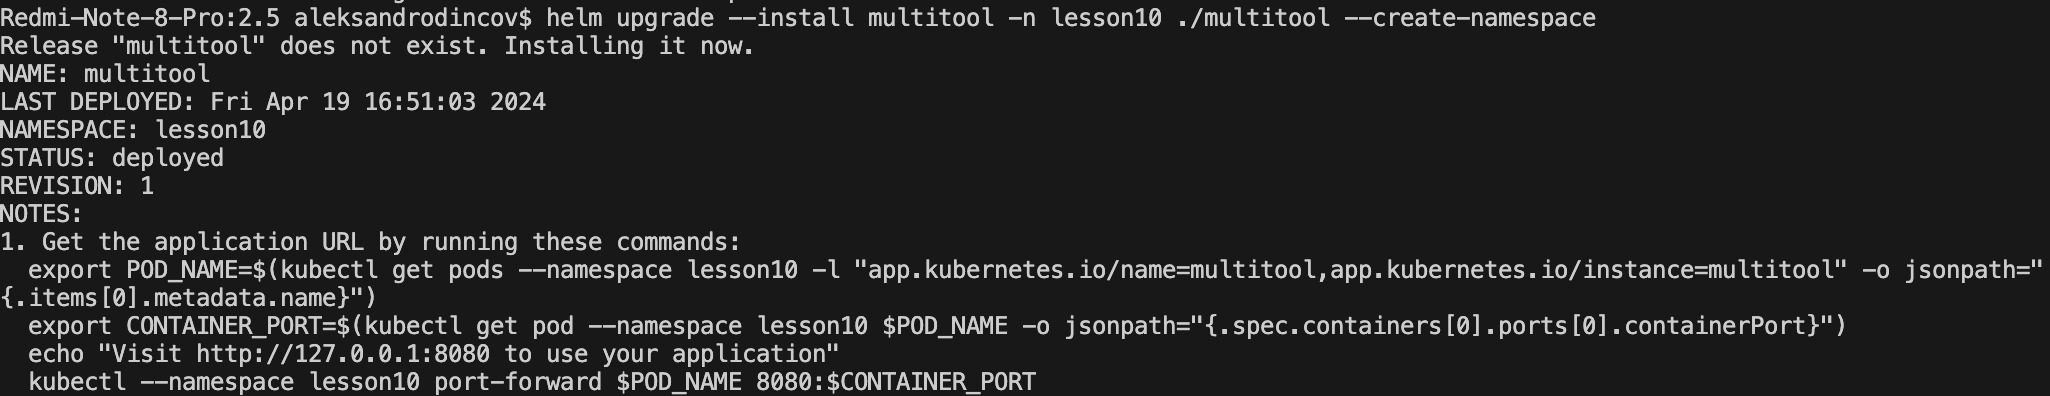 Redmi-Note-8-Pro:2.5 aleksandrodincov$ helm upgrade --install multitool -n lesson10 ./multitool --create-namespace
Release "multitool" does not exist. Installing it now.
NAME: multitool
LAST DEPLOYED: Fri Apr 19 16:51:03 2024
NAMESPACE: lesson10
STATUS: deployed
REVISION: 1
NOTES:
1. Get the application URL by running these commands:
  export POD_NAME=$(kubectl get pods --namespace lesson10 -l "app.kubernetes.io/name=multitool,app.kubernetes.io/instance=multitool" -o jsonpath="
{.items[0].metadata.name}")
  export CONTAINER_PORT=$(kubectl get pod --namespace lesson10 $POD_NAME -o jsonpath="{.spec.containers[0].ports[0].containerPort}")
  echo "Visit http://127.0.0.1:8080 to use your application"
  kubectl --namespace lesson10 port-forward $POD_NAME 8080:$CONTAINER_PORT